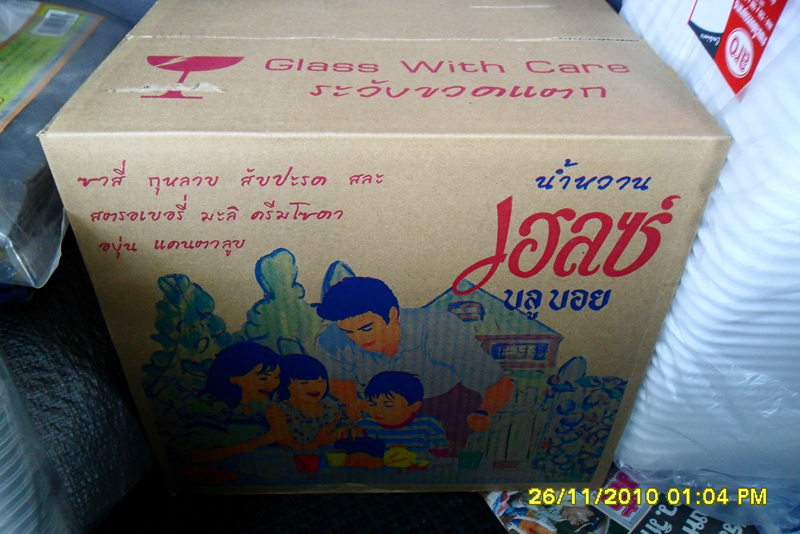 Glass With Care
ระวังขวดแตก
ซาสี่ กุหลาบ สับปะรด สละ
สตรอเบอรี่ มะลิ ครีมโซดา
องุ่น แคนตาลูป
น้ำหวาน
เฮลซ์
บลูบอย
aro
26/11/2010 01:04 PM